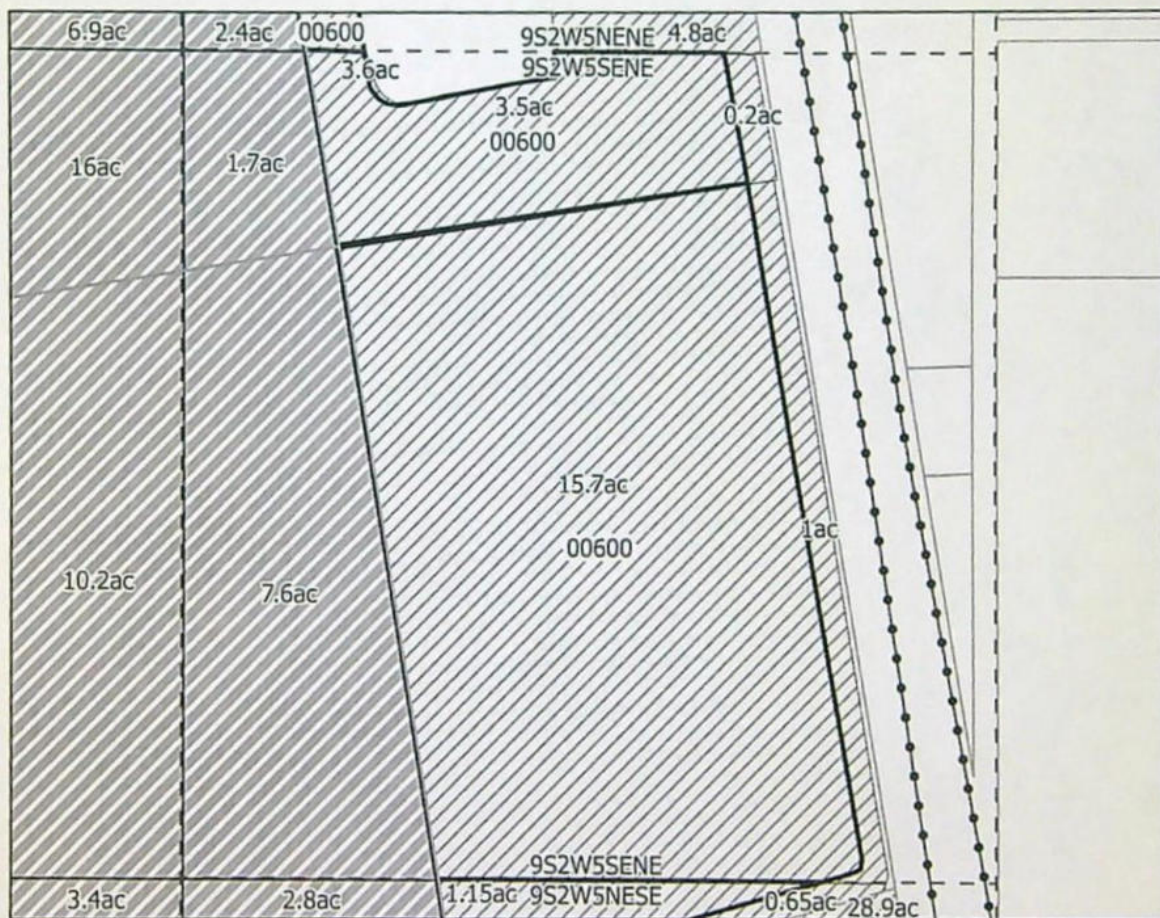 6.9ac
2.4ac
00600
9S2W5NENE
4.8ac
3.6ac
9S2W5SENE
3.5ac
00600
0.2ac
16ac
1.7ac
15.7ac
00600
1ac
10.2ac
7.6ac
9S2W5SENE
3.4ac
2.8ac
1.15ac
9S2W5NESE
0.65ac
28.9ac